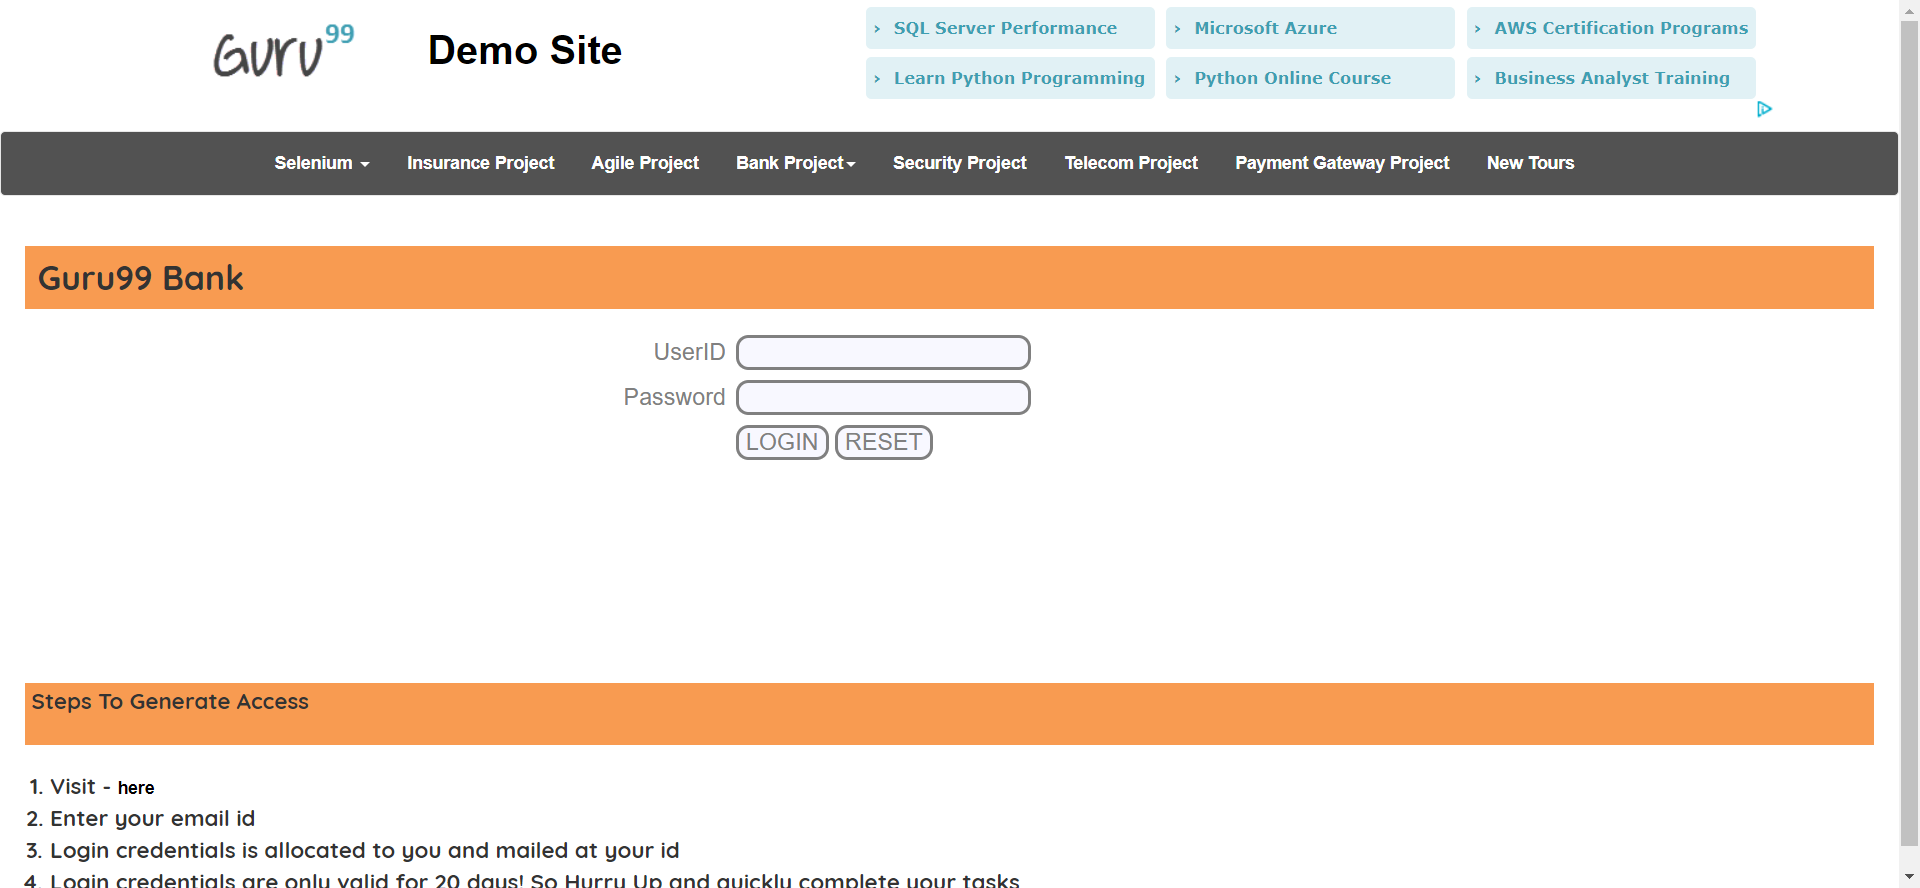 Guru99
Demo Site
› SQL Server Performance
› Microsoft Azure
› AWS Certification Programs
› Learn Python Programming
› Python Online Course
› Business Analyst Training
Selenium Insurance Project Agile Project Bank Project Security Project Telecom Project Payment Gateway Project New Tours
Guru99 Bank
UserID
Password
LOGIN RESET
Steps To Generate Access
1. Visit - here
2. Enter your email id
3. Login credentials is allocated to you and mailed at your id
4. Login credentials are only valid for 20 days! So Hurry Up and quickly complete your tasks